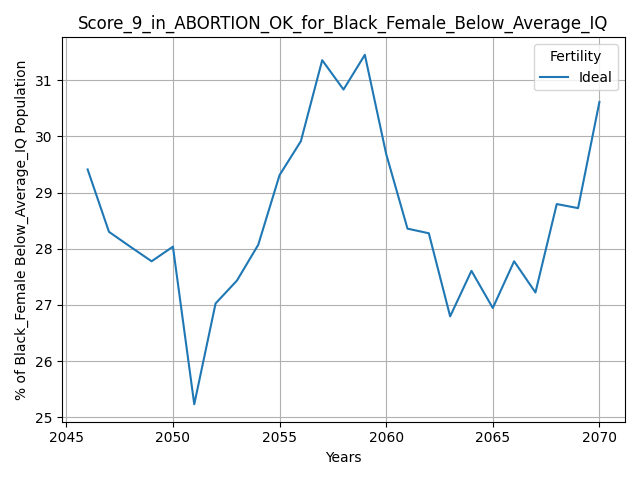 Score_9_in_ABORTION_OK_for_Black_Female_Below_Average_IQ
Fertility
Ideal
% of Black_Female Below_Average_IQ Population
31
30
29
28
27
26
25
2045
2050
2055
2060
2065
2070
Years